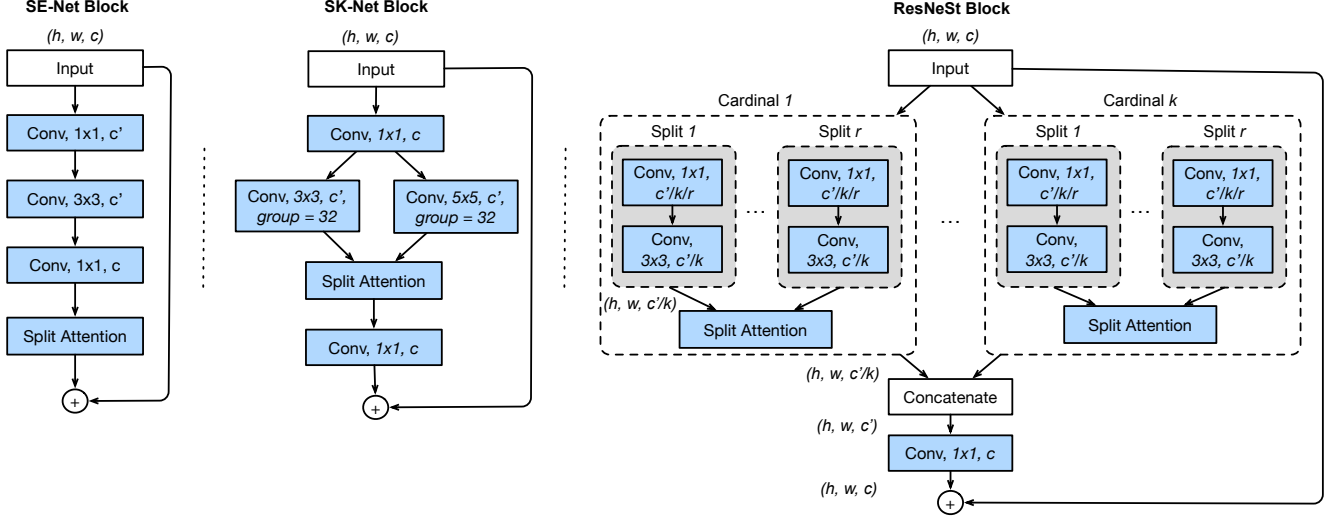 SE-Net Block
(h, w, c)
Input
Conv, 1x1, c’
Conv, 3x3, c’
Conv, 1x1, c
Split Attention
+
SK-Net Block
(h, w, c)
Input
Conv, 1x1, c
Conv, 3x3, c’,
group = 32
Conv, 5x5, c’,
group = 32
Split Attention
Conv, 1x1, c
+
ResNeSt Block
(h, w, c)
Input
Cardinal 1
Split 1
Conv, 1x1,
c’/k/r
Conv,
3x3, c’/k
...
Split r
Conv, 1x1,
c’/k/r
Conv,
3x3, c’/k
(h, w, c’/k)
Split Attention
...
Cardinal k
Split 1
Conv, 1x1,
c’/k/r
Conv,
3x3, c’/k
...
Split r
Conv, 1x1,
c’/k/r
Conv,
3x3, c’/k
Split Attention
(h, w, c’/k)
Concatenate
(h, w, c’)
Conv, 1x1, c
(h, w, c)
+